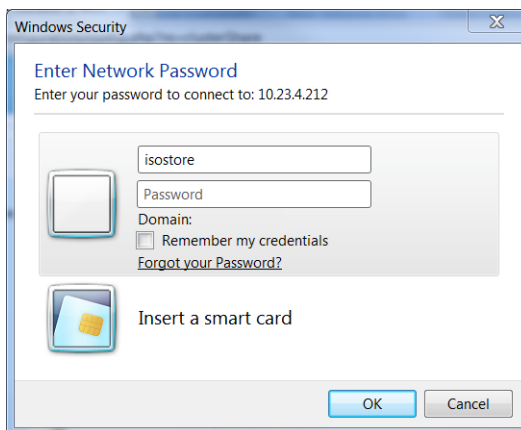 Windows Security
Enter Network Password
Enter your password to connect to: 10.23.4.212
isostore
Password
Domain:
Remember my credentials
Forgot your Password?
Insert a smart card
OK
Cancel